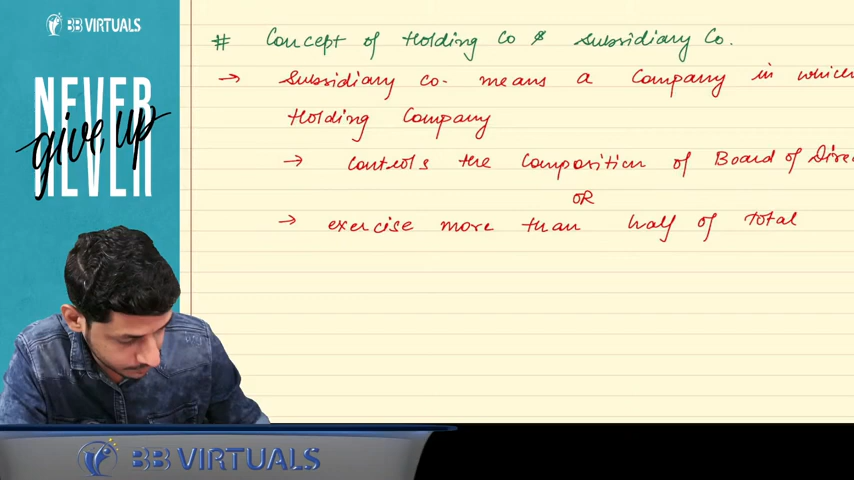 BB VIRTUALS
NEVER
give up
NEVER
# Concept of Holding Co & Subsidiary Co.
→ Subsidiary co. means a Company in which
Holding Company
→ Controls the Composition of Board of Dire
OR
→ exercise more than half of total
BB VIRTUALS